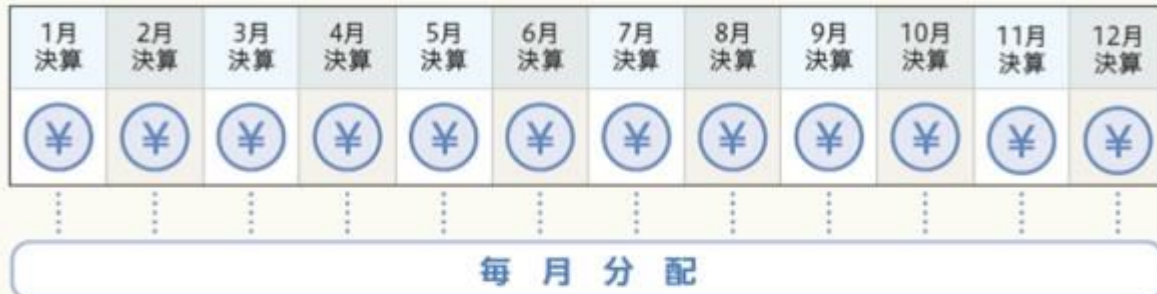 1月 2月 3月 4月 5月 6月 7月 8月 9月 10月 11月 12月
決算 決算 決算 決算 決算 決算 決算 決算 決算 決算 決算 決算
¥ ¥ ¥ ¥ ¥ ¥ ¥ ¥ ¥ ¥ ¥ ¥
毎月分配